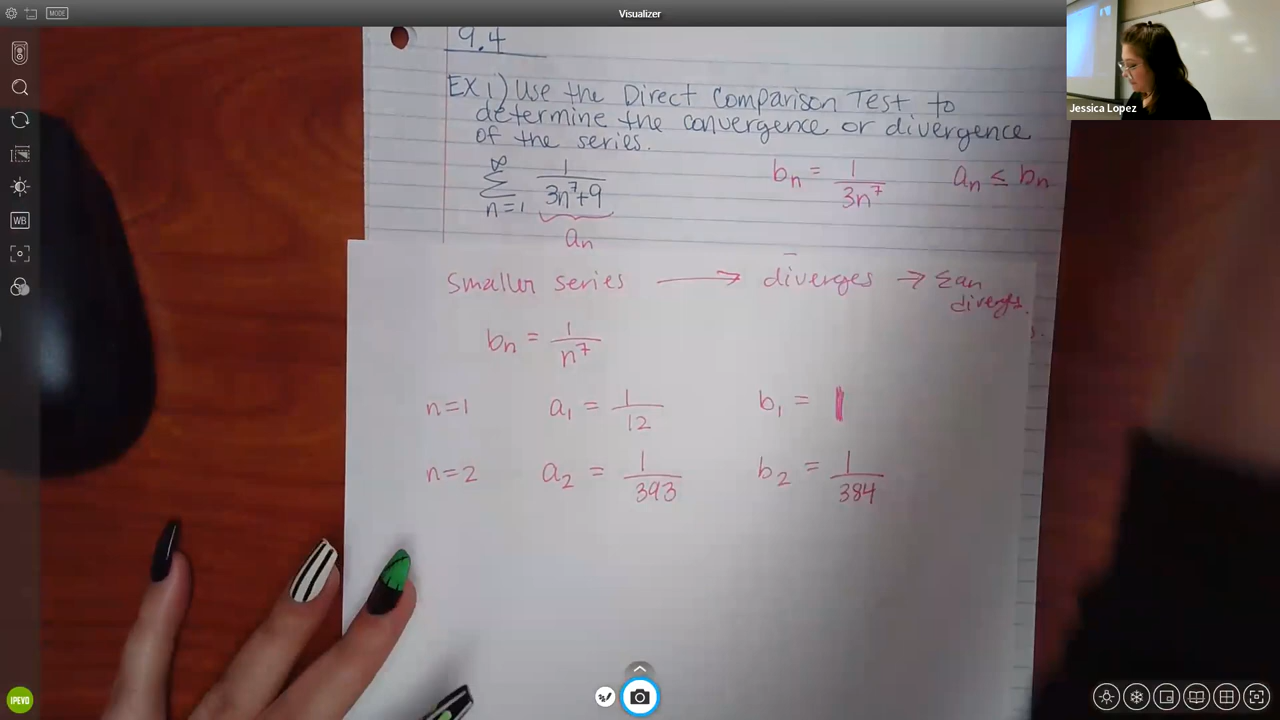 Visualizer
MODE
WB
Jessica Lopez
9.4
EX 1) Use the Direct Comparison Test to
determine the convergence or divergence
of the series.
∞ Σ n=1 1/(3n⁷+9)
aₙ
bₙ = 1/(3n⁷) aₙ ≤ bₙ
Smaller series ⟶ diverges → Σan
diverges.
bₙ = 1/n⁷
n=1 a₁ = 1/12 b₁ = 1
n=2 a₂ = 1/393 b₂ = 1/384
IPEVO